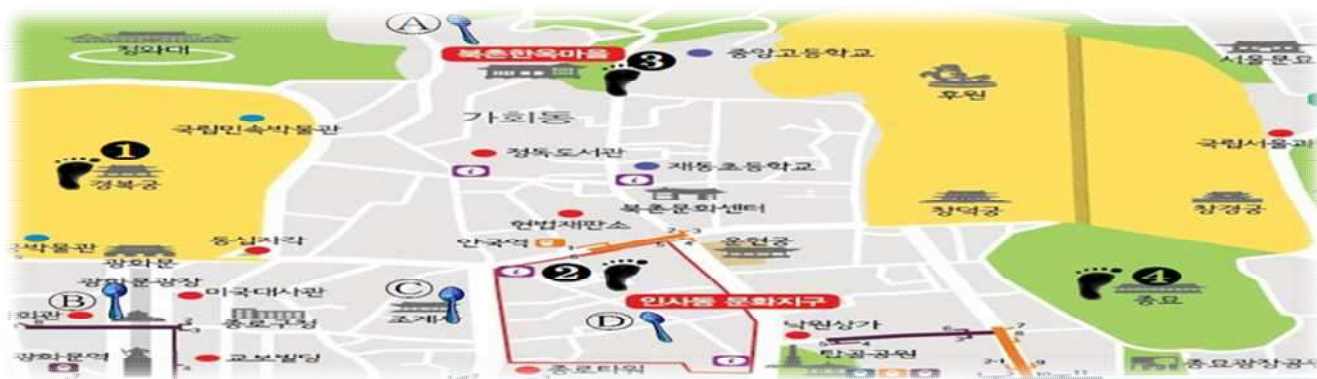 Ⓐ
청와대
북촌한옥마을
❸
중앙고등학교
서울문묘
후원
가회동
국립민속박물관
❶
경복궁
정독도서관
재동초등학교
국립서울과
북촌문화센터
창덕궁
창경궁
헌법재판소
안국역
운현궁
박물관
동십자각
광화문
광화문광장
❷
❹
종묘
Ⓑ
미국대사관
Ⓒ
조계사
인사동 문화지구
회관
종로구청
Ⓓ
낙원상가
광화문역
교보빌딩
종로타워
탑골공원
종묘광장공